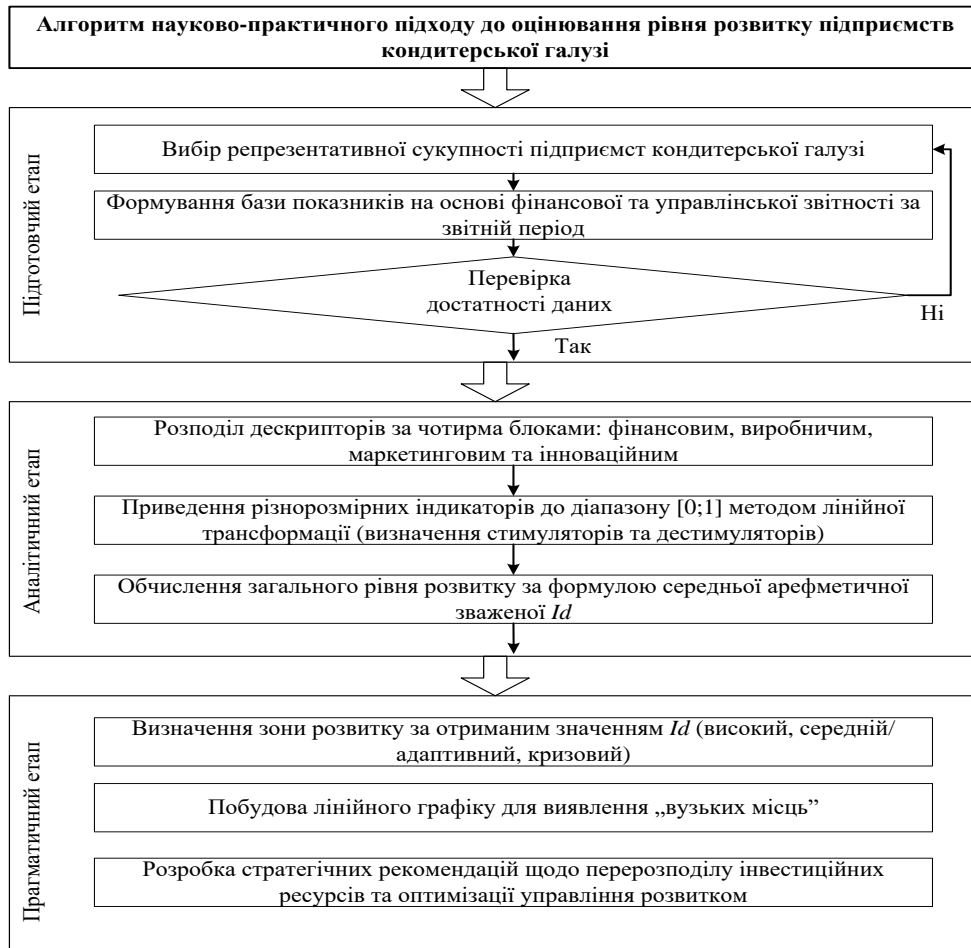 Алгоритм науково-практичного підходу до оцінювання рівня розвитку підприємств
кондитерської галузі
Підготовчий етап
Вибір репрезентативної сукупності підприємст кондитерської галузі
Формування бази показників на основі фінансової та управлінської звітності за
звітній період
Перевірка
достатності даних
Ні
Так
Аналітичний етап
Розподіл дескрипторів за чотирма блоками: фінансовим, виробничим,
маркетинговим та інноваційним
Приведення різнорозмірних індикаторів до діапазону [0;1] методом лінійної
трансформації (визначення стимуляторів та дестимуляторів)
Обчислення загального рівня розвитку за формулою середньої арефметичної
зваженої Id
Прагматичний етап
Визначення зони розвитку за отриманим значенням Id (високий, середній/
адаптивний, кризовий)
Побудова лінійного графіку для виявлення „вузьких місць”
Розробка стратегічних рекомендацій щодо перерозподілу інвестиційних
ресурсів та оптимізації управління розвитком